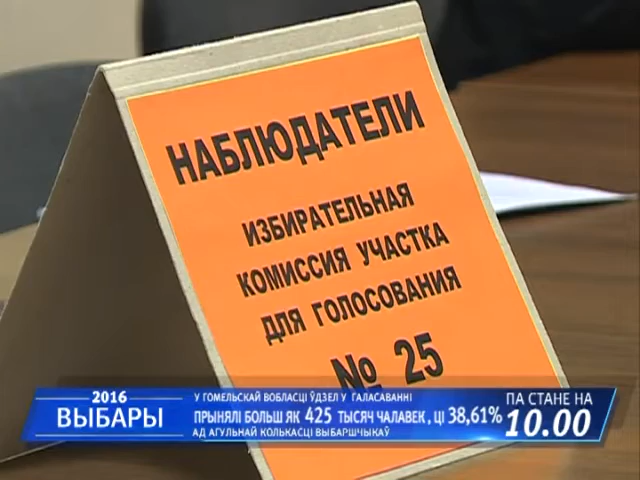 НАБЛЮДАТЕЛИ
ИЗБИРАТЕЛЬНАЯ
КОМИССИЯ УЧАСТКА
ДЛЯ ГОЛОСОВАНИЯ
№ 25
2016
ВЫБАРЫ
У ГОМЕЛЬСКАЙ ВОБЛАСЦІ ЎДЗЕЛ У ГАЛАСАВАННІ
ПРЫНЯЛІ БОЛЬШ ЯК 425 ТЫСЯЧ ЧАЛАВЕК, ЦІ 38,61%
АД АГУЛЬНАЙ КОЛЬКАСЦІ ВЫБАРШЧЫКАЎ
ПА СТАНЕ НА
10.00